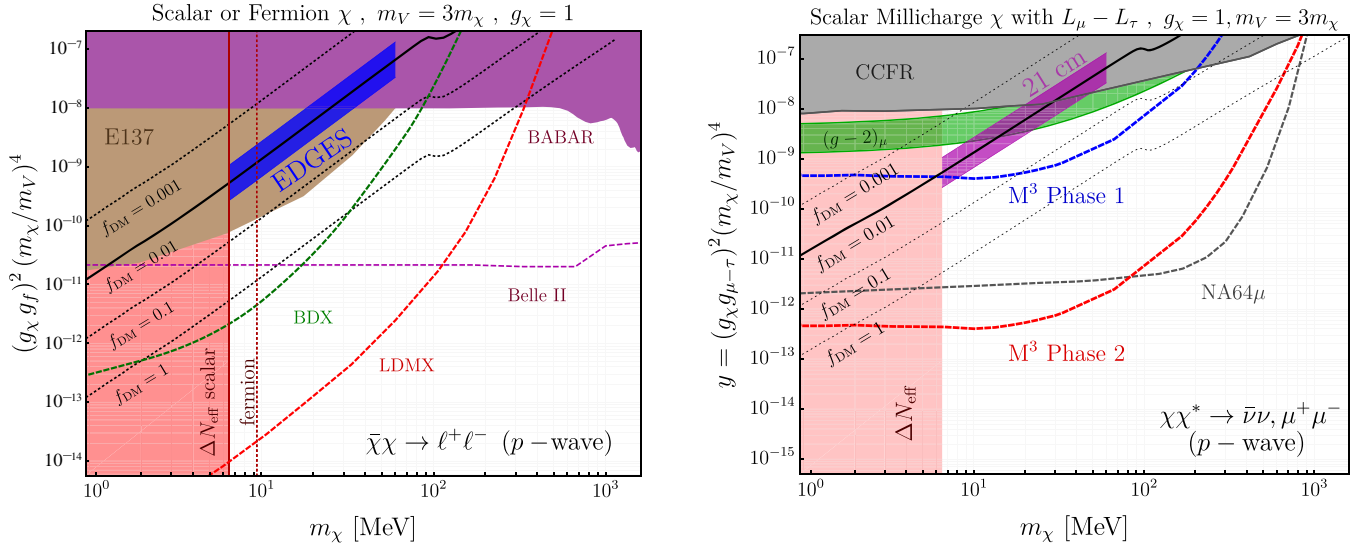 Scalar or Fermion χ , m_V = 3m_χ , g_χ = 1
10^−7
10^−8
10^−9
10^−10
10^−11
10^−12
10^−13
10^−14
(g_χ g_f)^2 (m_χ/m_V)^4
E137
EDGES
BABAR
f_DM = 0.001
f_DM = 0.01
f_DM = 0.1
f_DM = 1
Belle II
BDX
LDMX
ΔN_eff scalar
fermion
χ̄χ → ℓ^+ℓ^− (p − wave)
10^0
10^1
10^2
10^3
m_χ [MeV]
Scalar Millicharge χ with L_μ − L_τ , g_χ = 1, m_V = 3m_χ
10^−7
10^−8
10^−9
10^−10
10^−11
10^−12
10^−13
10^−14
10^−15
y = (g_χ g_μ−τ)^2 (m_χ/m_V)^4
CCFR
21 cm
(g − 2)_μ
f_DM = 0.001
f_DM = 0.01
f_DM = 0.1
f_DM = 1
M^3 Phase 1
NA64μ
M^3 Phase 2
ΔN_eff
χχ^* → ν̄ν, μ^+μ^−
(p − wave)
10^0
10^1
10^2
10^3
m_χ [MeV]